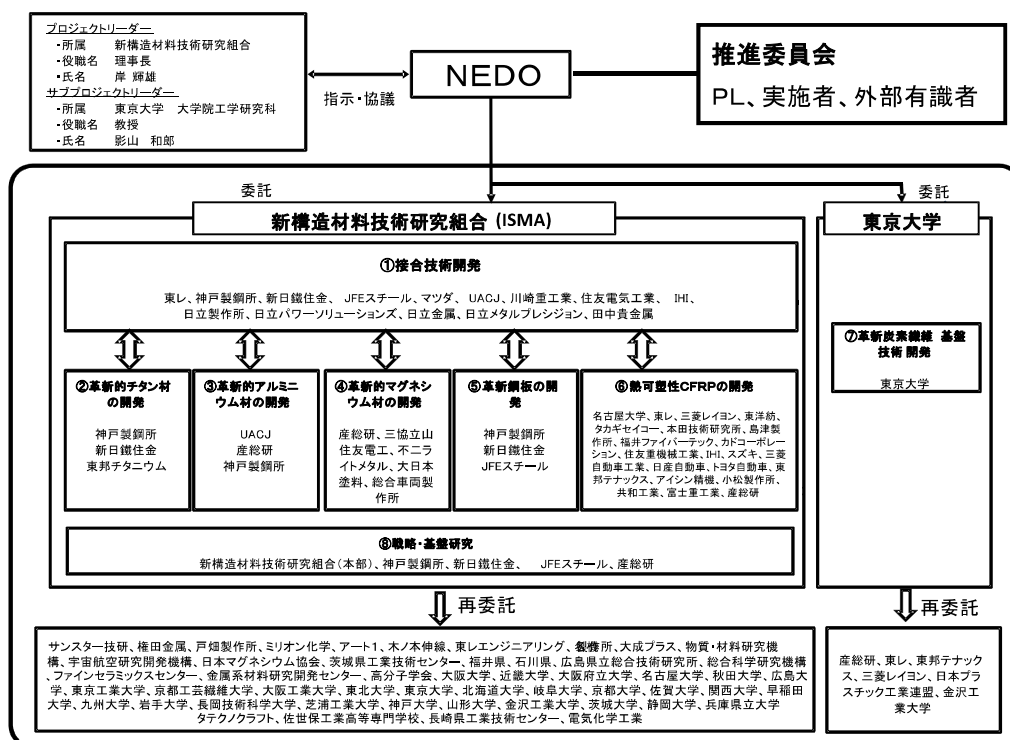 プロジェクトリーダー
・所属　新構造材料技術研究組合
・役職名　理事長
・氏名　岸 輝雄
サブプロジェクトリーダー
・所属　東京大学　大学院工学研究科
・役職名　教授
・氏名　影山　和郎
指示・協議
NEDO
推進委員会
PL、実施者、外部有識者
委託
委託
新構造材料技術研究組合 (ISMA)
①接合技術開発
東レ、神戸製鋼所、新日鐵住金、 JFEスチール、マツダ、 UACJ、川崎重工業、住友電気工業、 IHI、
日立製作所、日立パワーソリューションズ、日立金属、日立メタルプレシジョン、田中貴金属
②革新的チタン材
の開発
神戸製鋼所
新日鐵住金
東邦チタニウム
③革新的アルミニ
ウム材の開発
UACJ
産総研
神戸製鋼所
④革新的マグネシ
ウム材の開発
産総研、三協立山
住友電工、不二ラ
イトメタル、大日本
塗料、総合車両製
作所
⑤革新鋼板の開
発
神戸製鋼所
新日鐵住金
JFEスチール
⑥熱可塑性CFRPの開発
名古屋大学、東レ、三菱レイヨン、東洋紡、
タカギセイコー、本田技術研究所、島津製
作所、福井ファイバーテック、カドコーポレー
ション、住友重機械工業、IHI、スズキ、三菱
自動車工業、日産自動車、トヨタ自動車、東
邦テナックス、アイシン精機、小松製作所、
共和工業、富士重工業、産総研
⑧戦略・基盤研究
新構造材料技術研究組合（本部）、神戸製鋼所、新日鐵住金、 JFEスチール、産総研
東京大学
⑦革新炭素繊維 基盤
技術 開発
東京大学
再委託
サンスター技研、権田金属、戸畑製作所、ミリオン化学、アート1、木ノ本伸線、東レエンジニアリング、所、大成プラス、物質・材料研究機
構、宇宙航空研究開発機構、日本マグネシウム協会、茨城県工業技術センター、福井県、石川県、広島県立総合技術研究所、総合科学研究機構
、ファインセラミックスセンター、金属系材料研究開発センター、高分子学会、大阪大学、近畿大学、大阪府立大学、名古屋大学、秋田大学、広島大
学、東京工業大学、京都工芸繊維大学、大阪工業大学、東北大学、東京大学、北海道大学、岐阜大学、京都大学、佐賀大学、関西大学、早稲田
大学、九州大学、岩手大学、長岡技術科学大学、芝浦工業大学、神戸大学、山形大学、金沢工業大学、茨城大学、静岡大学、兵庫県立大学
タテクノクラフト、佐世保工業高等専門学校、長崎県工業技術センター、電気化学工業
再委託
産総研、東レ、東邦テナック
ス、三菱レイヨン、日本プラ
スチック工業連盟、金沢工
業大学